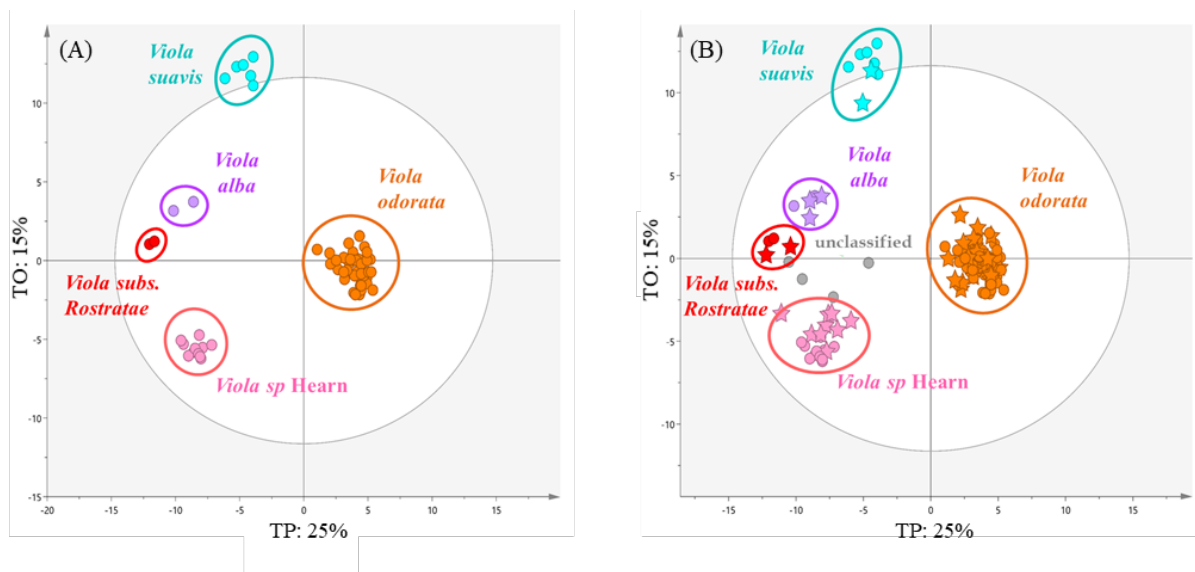 (A)
Viola
suavis
Viola
alba
Viola
odorata
Viola subs.
Rostratae
Viola sp Hearn
10
5
0
-5
-10
-15
-20
-15
-10
-5
0
5
10
15
TO: 15%
TP: 25%
(B)
Viola
suavis
Viola
alba
Viola
odorata
unclassified
Viola subs.
Rostratae
Viola sp Hearn
10
5
0
-5
-10
-15
-10
-5
0
5
10
15
TO: 15%
TP: 25%